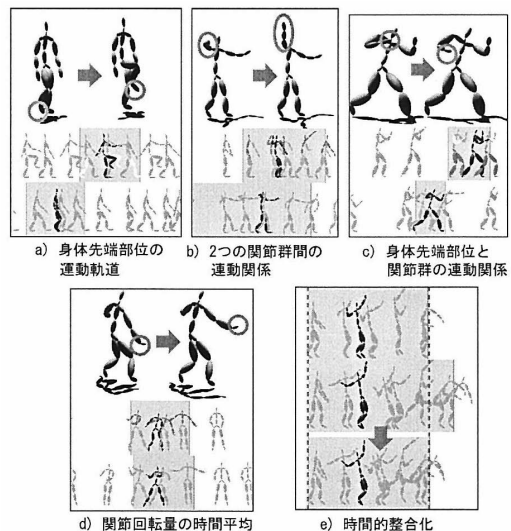 a) 身体先端部位の
運動軌道
b) 2つの関節群間の
連動関係
c) 身体先端部位と
関節群の連動関係
d) 関節回転量の時間平均
e) 時間的整合化